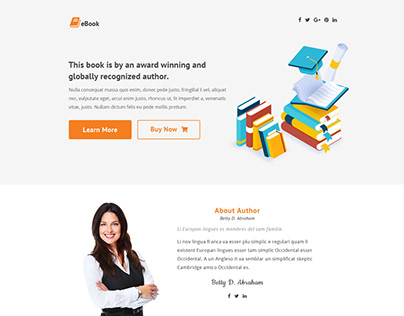 eBook
This book is by an award winning and
globally recognized author.
Nulla consequat massa quis enim, donec pede justo, fringilla l vel, aliquet
nec, vulputate eget, arcul enim justo, rhoncus ut, lit imperdiet a, venenatis
vitae, justo. Nullam dictum felis eu pede mollis, pretium.
Learn More
Buy Now
About Author
Betty D. Abraham
Li Europan lingues es membres del sam familie.
Li nov lingua franca va esser plu simplic e regulari quam li
existent Europan lingues esser tam simplic Occidental esser
Occidental. A un Angleso it va semblar un simplificat skeptic
Cambridge amico Occidental es.
Betty D. Abraham